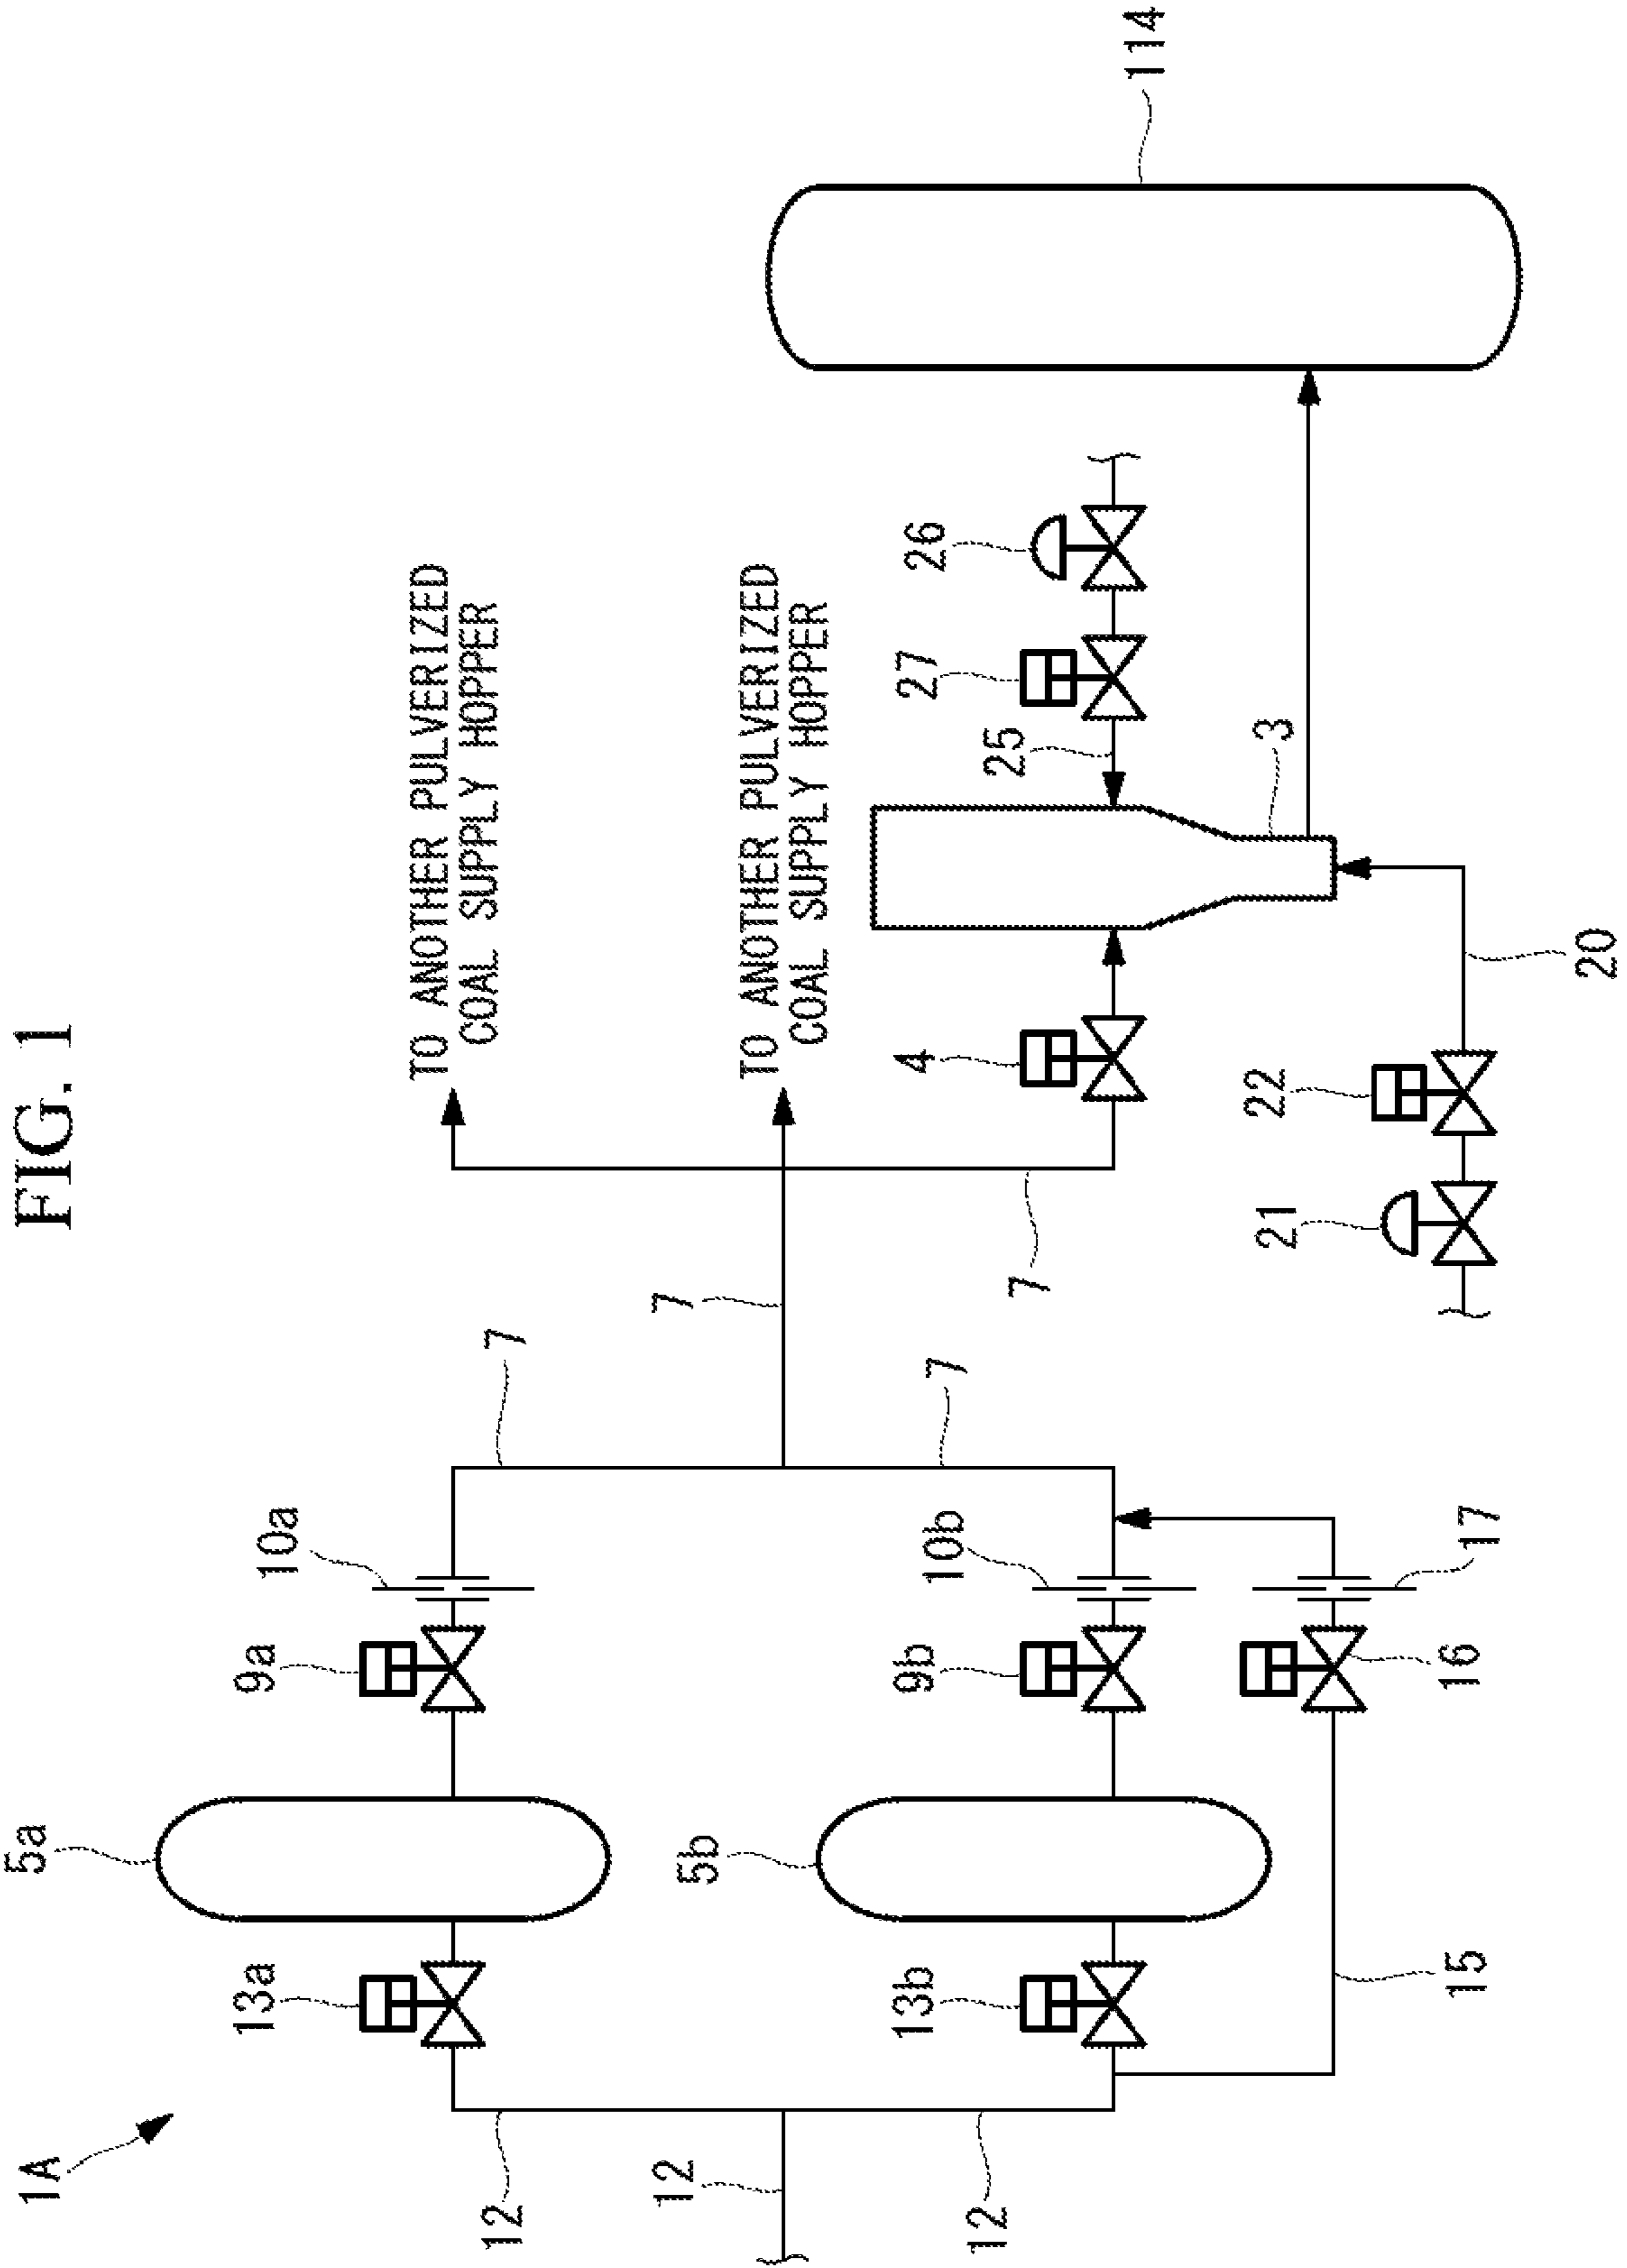 FIG. 1
1A
5a
10a
9a
13a
12
TO ANOTHER PULVERIZED
COAL SUPPLY HOPPER
7
12
TO ANOTHER PULVERIZED
COAL SUPPLY HOPPER
7
5b
10b
9b
13b
12
7
7
4
25
27
26
114
3
15
16
17
21
22
20